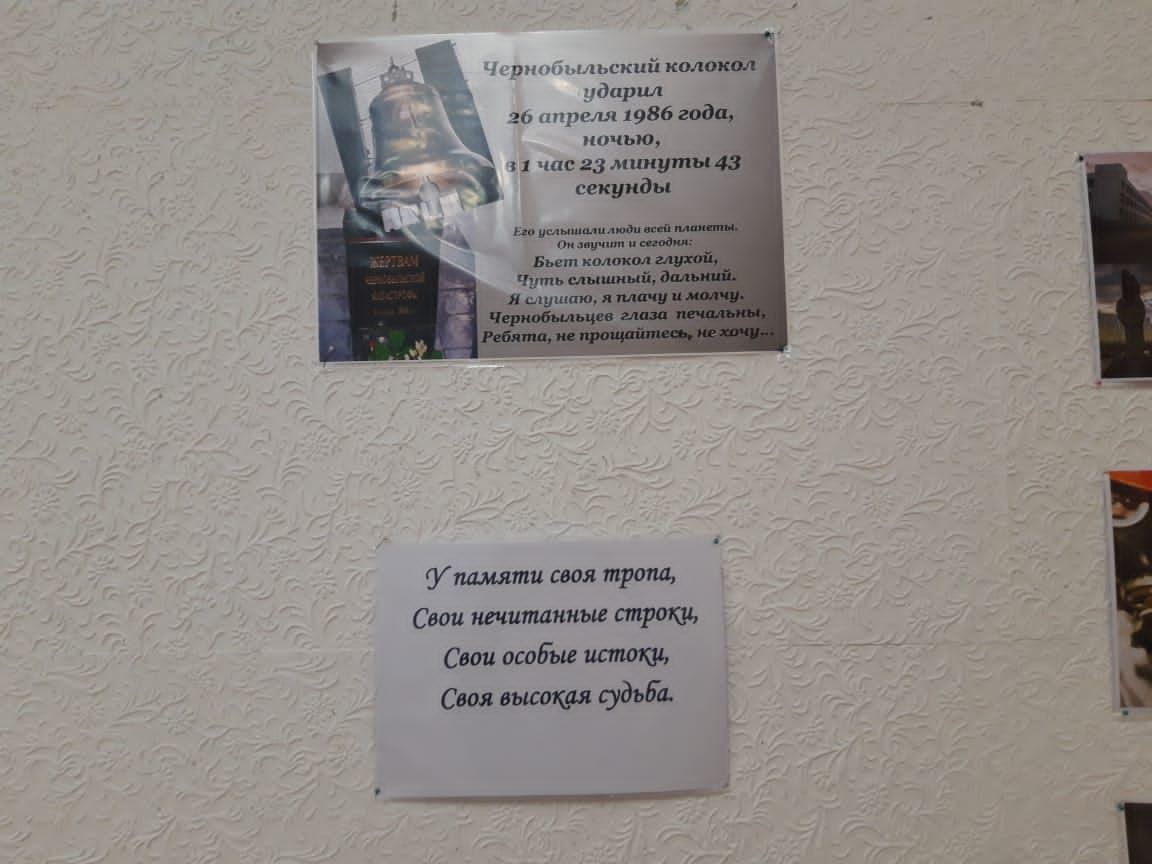 Чернобыльский колокол
ударил
26 апреля 1986 года,
ночью,
в 1 час 23 минуты 43
секунды
Его услышали люди всей планеты.
Он звучит и сегодня:
Бьет колокол глухой,
Чуть слышный, дальний.
Я слушаю, я плачу и молчу.
Чернобыльцев глаза печальны,
Ребята, не прощайтесь, не хочу...
ЖЕРТВАМ
ЧЕРНОБЫЛЬСКОЙ
КАТАСТРОФЫ
У памяти своя тропа,
Свои нечитанные строки,
Свои особые истоки,
Своя высокая судьба.